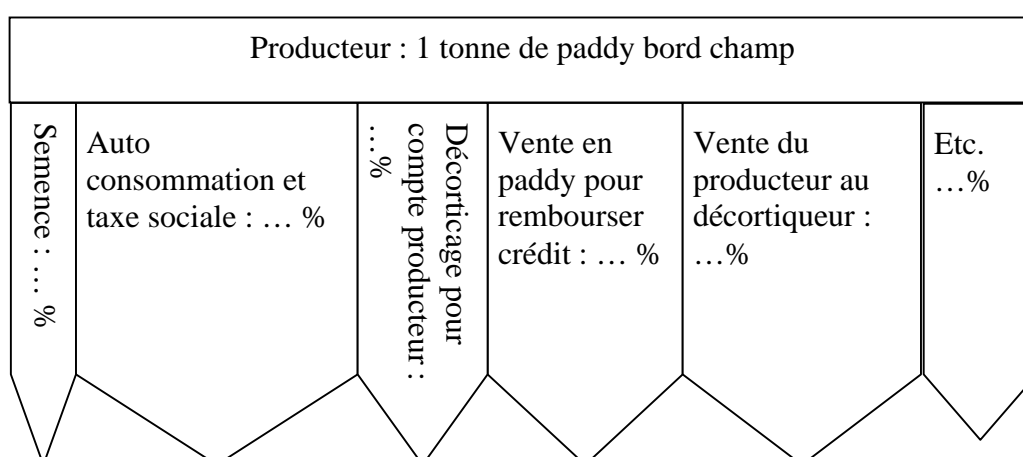 Producteur : 1 tonne de paddy bord champ
Semence : … %
Auto
consommation et
taxe sociale : … %
Décorticage pour
compte producteur :
…%
Vente en
paddy pour
rembourser
crédit : … %
Vente du
producteur au
décortiqueur :
…%
Etc.
…%